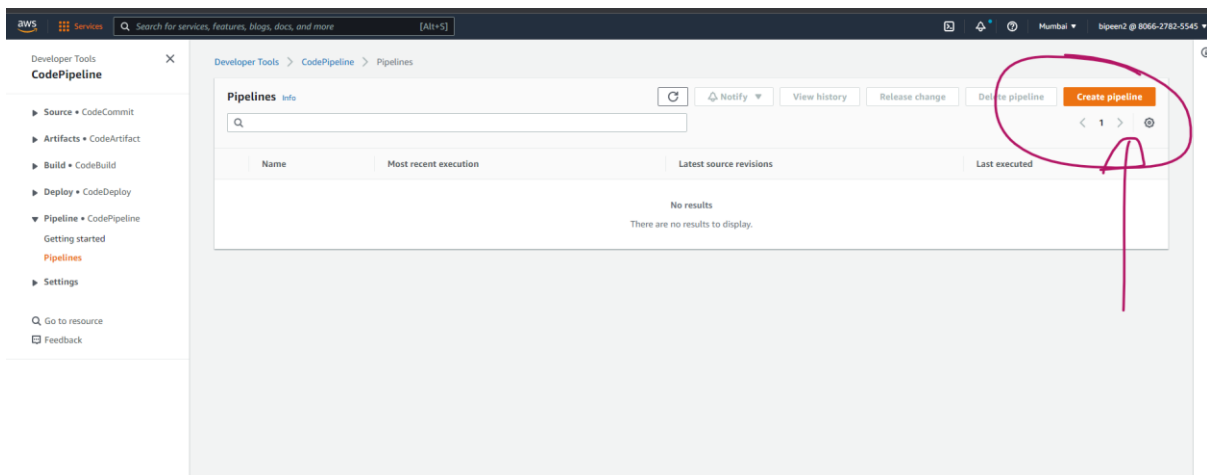 aws Services Search for services, features, blogs, docs, and more [Alt+S] Mumbai ▼ bipeen2 @ 8066-2782-5545 ▼
Developer Tools
CodePipeline
Source • CodeCommit
Artifacts • CodeArtifact
Build • CodeBuild
Deploy • CodeDeploy
Pipeline • CodePipeline
Getting started
Pipelines
Settings
Go to resource
Feedback
Developer Tools > CodePipeline > Pipelines
Pipelines Info
Notify ▼ View history Release change Delete pipeline Create pipeline
< 1 >
Name Most recent execution Latest source revisions Last executed
No results
There are no results to display.